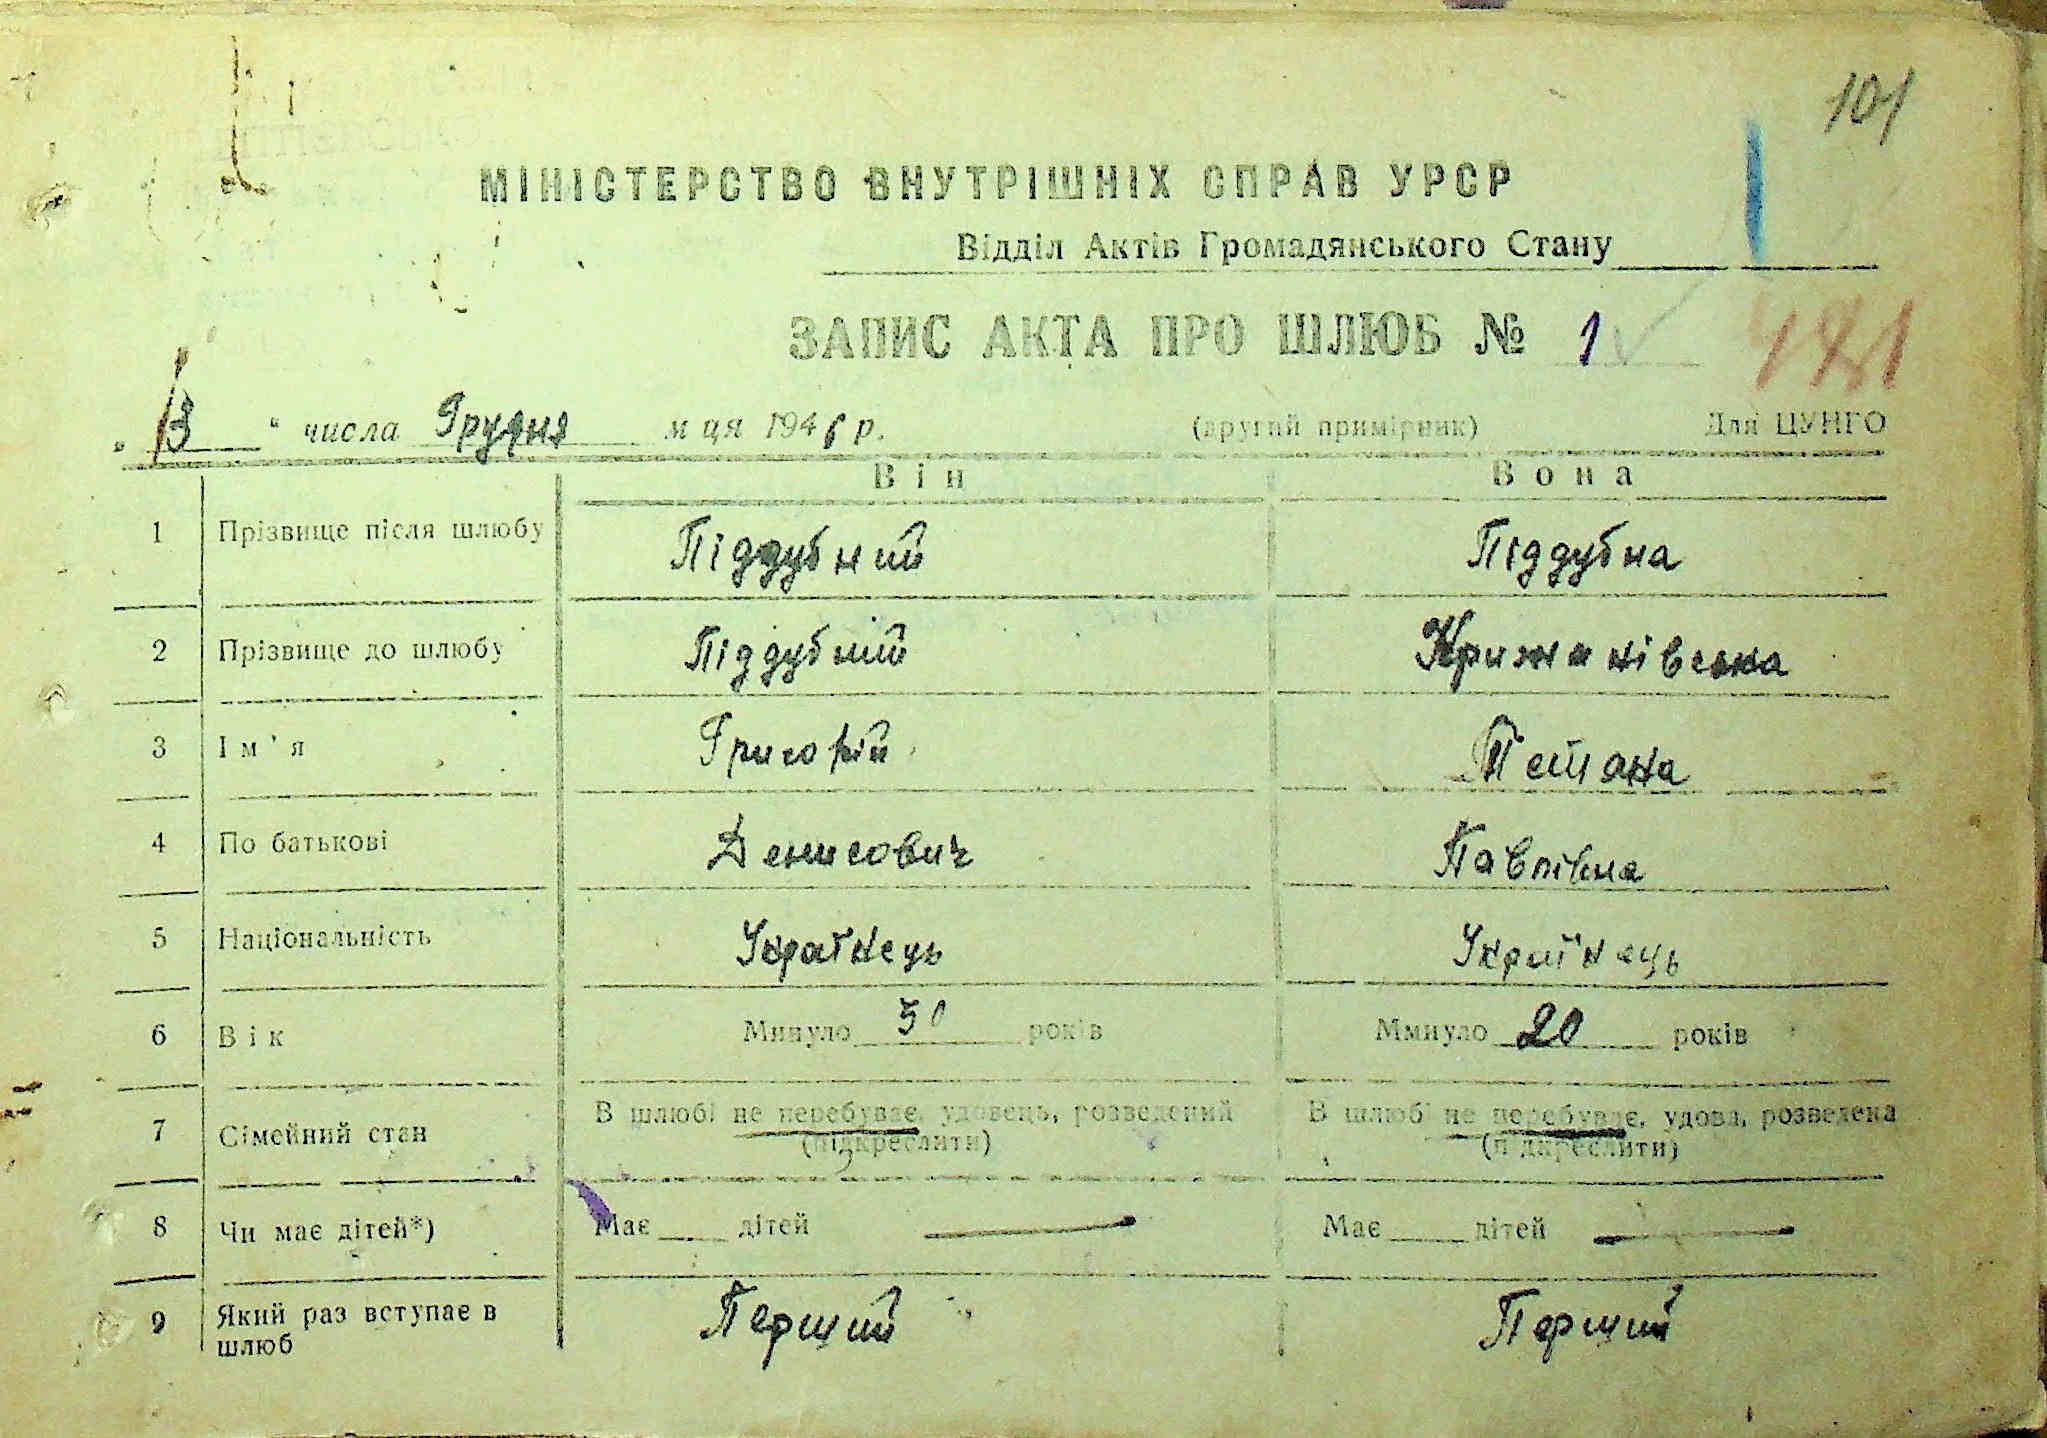 101
МІНІСТЕРСТВО ВНУТРІШНІХ СПРАВ УРСР
Відділ Актів Громадянського Стану
ЗАПИС АКТА ПРО ШЛЮБ № 1
481
„ 13 " числа Грудня м ця 1946 р. (другий примірник) Для ЦУНГО
Він Вона
1 Прізвище після шлюбу Піддубний Піддубна
2 Прізвище до шлюбу Піддубний Крижанівська
3 Ім'я Григорій Тетяна
4 По батькові Денисович Павлівна
5 Національність Українець Українець
6 Вік Минуло років Ммнуло 20 років
7 Сімейний стан В шлюбі не перебуває, удовець, розведений В шлюбі не перебуває, удова, розведена
(підкреслити) (підкреслити)
8 Чи має дітей*) Має дітей Має дітей
9 Який раз вступає в Перший Перший
шлюб